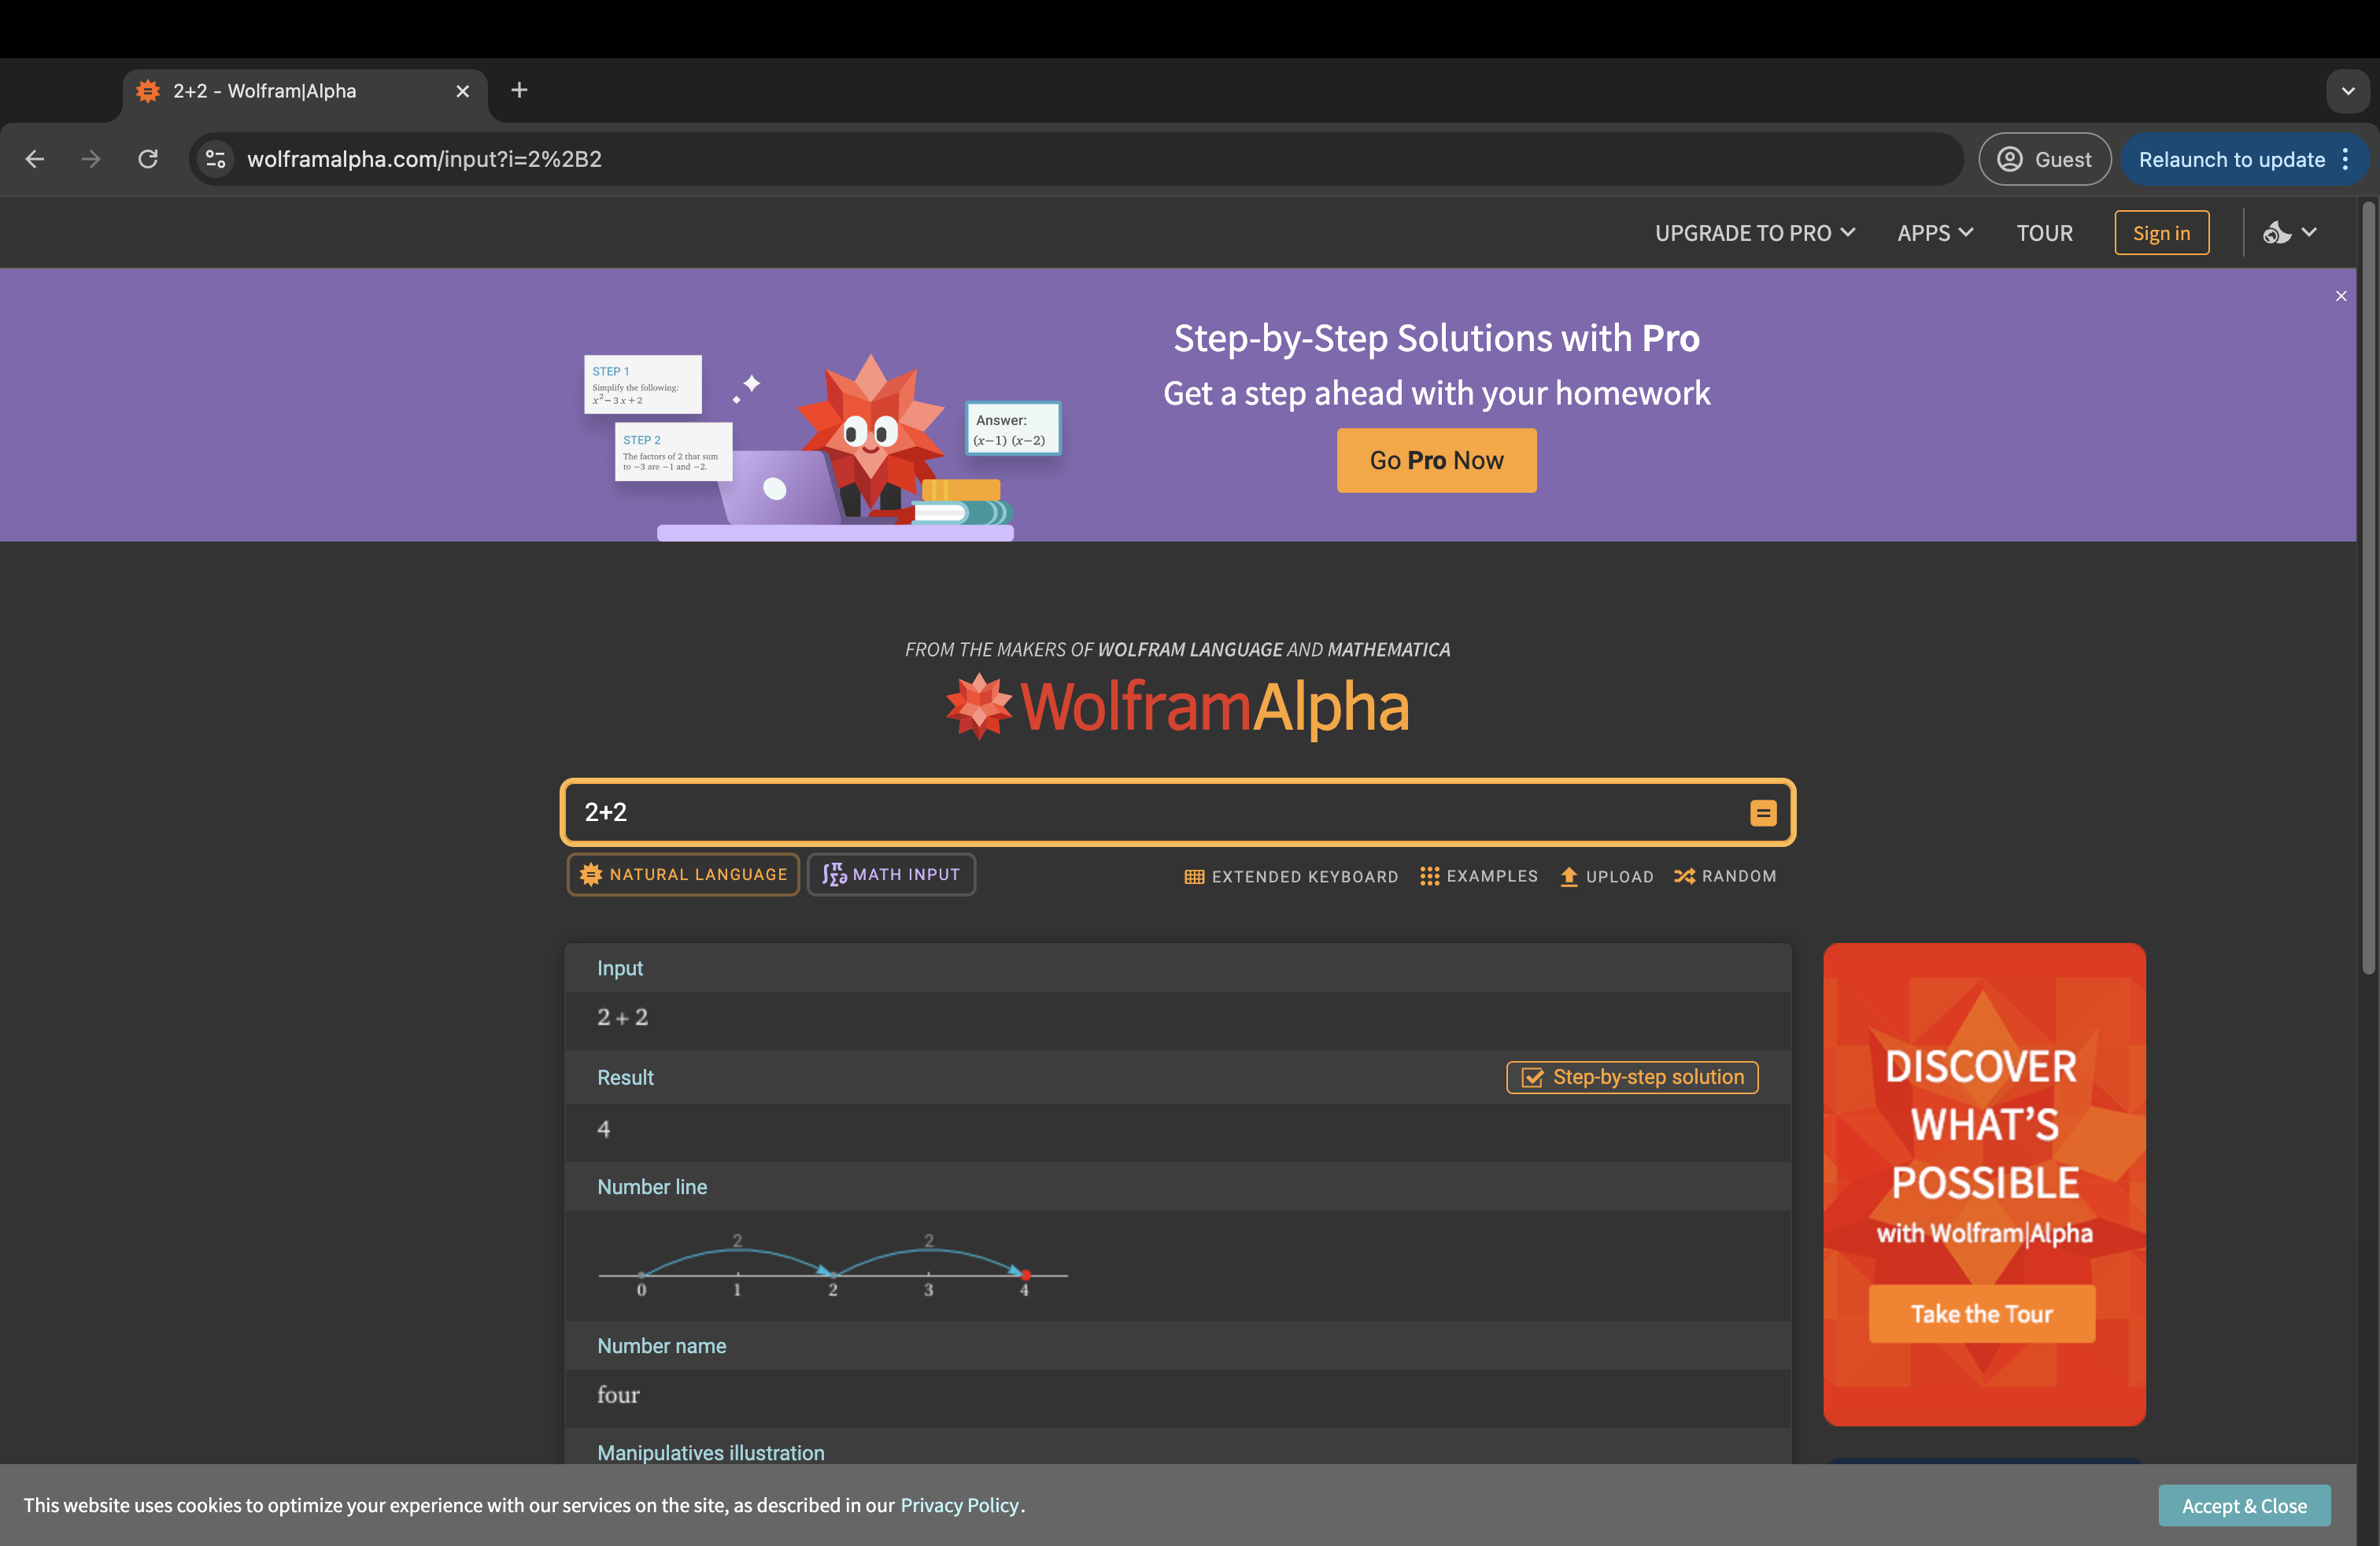 2+2 - Wolfram|Alpha
wolframalpha.com/input?i=2%2B2
Guest
Relaunch to update
UPGRADE TO PRO
APPS
TOUR
Sign in
STEP 1
Simplify the following:
x² − 3 x + 2
STEP 2
The factors of 2 that sum
to −3 are −1 and −2.
Answer:
(x−1) (x−2)
Step-by-Step Solutions with Pro
Get a step ahead with your homework
Go Pro Now
FROM THE MAKERS OF WOLFRAM LANGUAGE AND MATHEMATICA
WolframAlpha
2+2
=
NATURAL LANGUAGE
∫π Σ∂ MATH INPUT
EXTENDED KEYBOARD
EXAMPLES
UPLOAD
RANDOM
Input
2 + 2
Result
Step-by-step solution
4
Number line
2 2
0 1 2 3 4
Number name
four
Manipulatives illustration
DISCOVER
WHAT’S
POSSIBLE
with Wolfram|Alpha
Take the Tour
This website uses cookies to optimize your experience with our services on the site, as described in our Privacy Policy.
Accept & Close